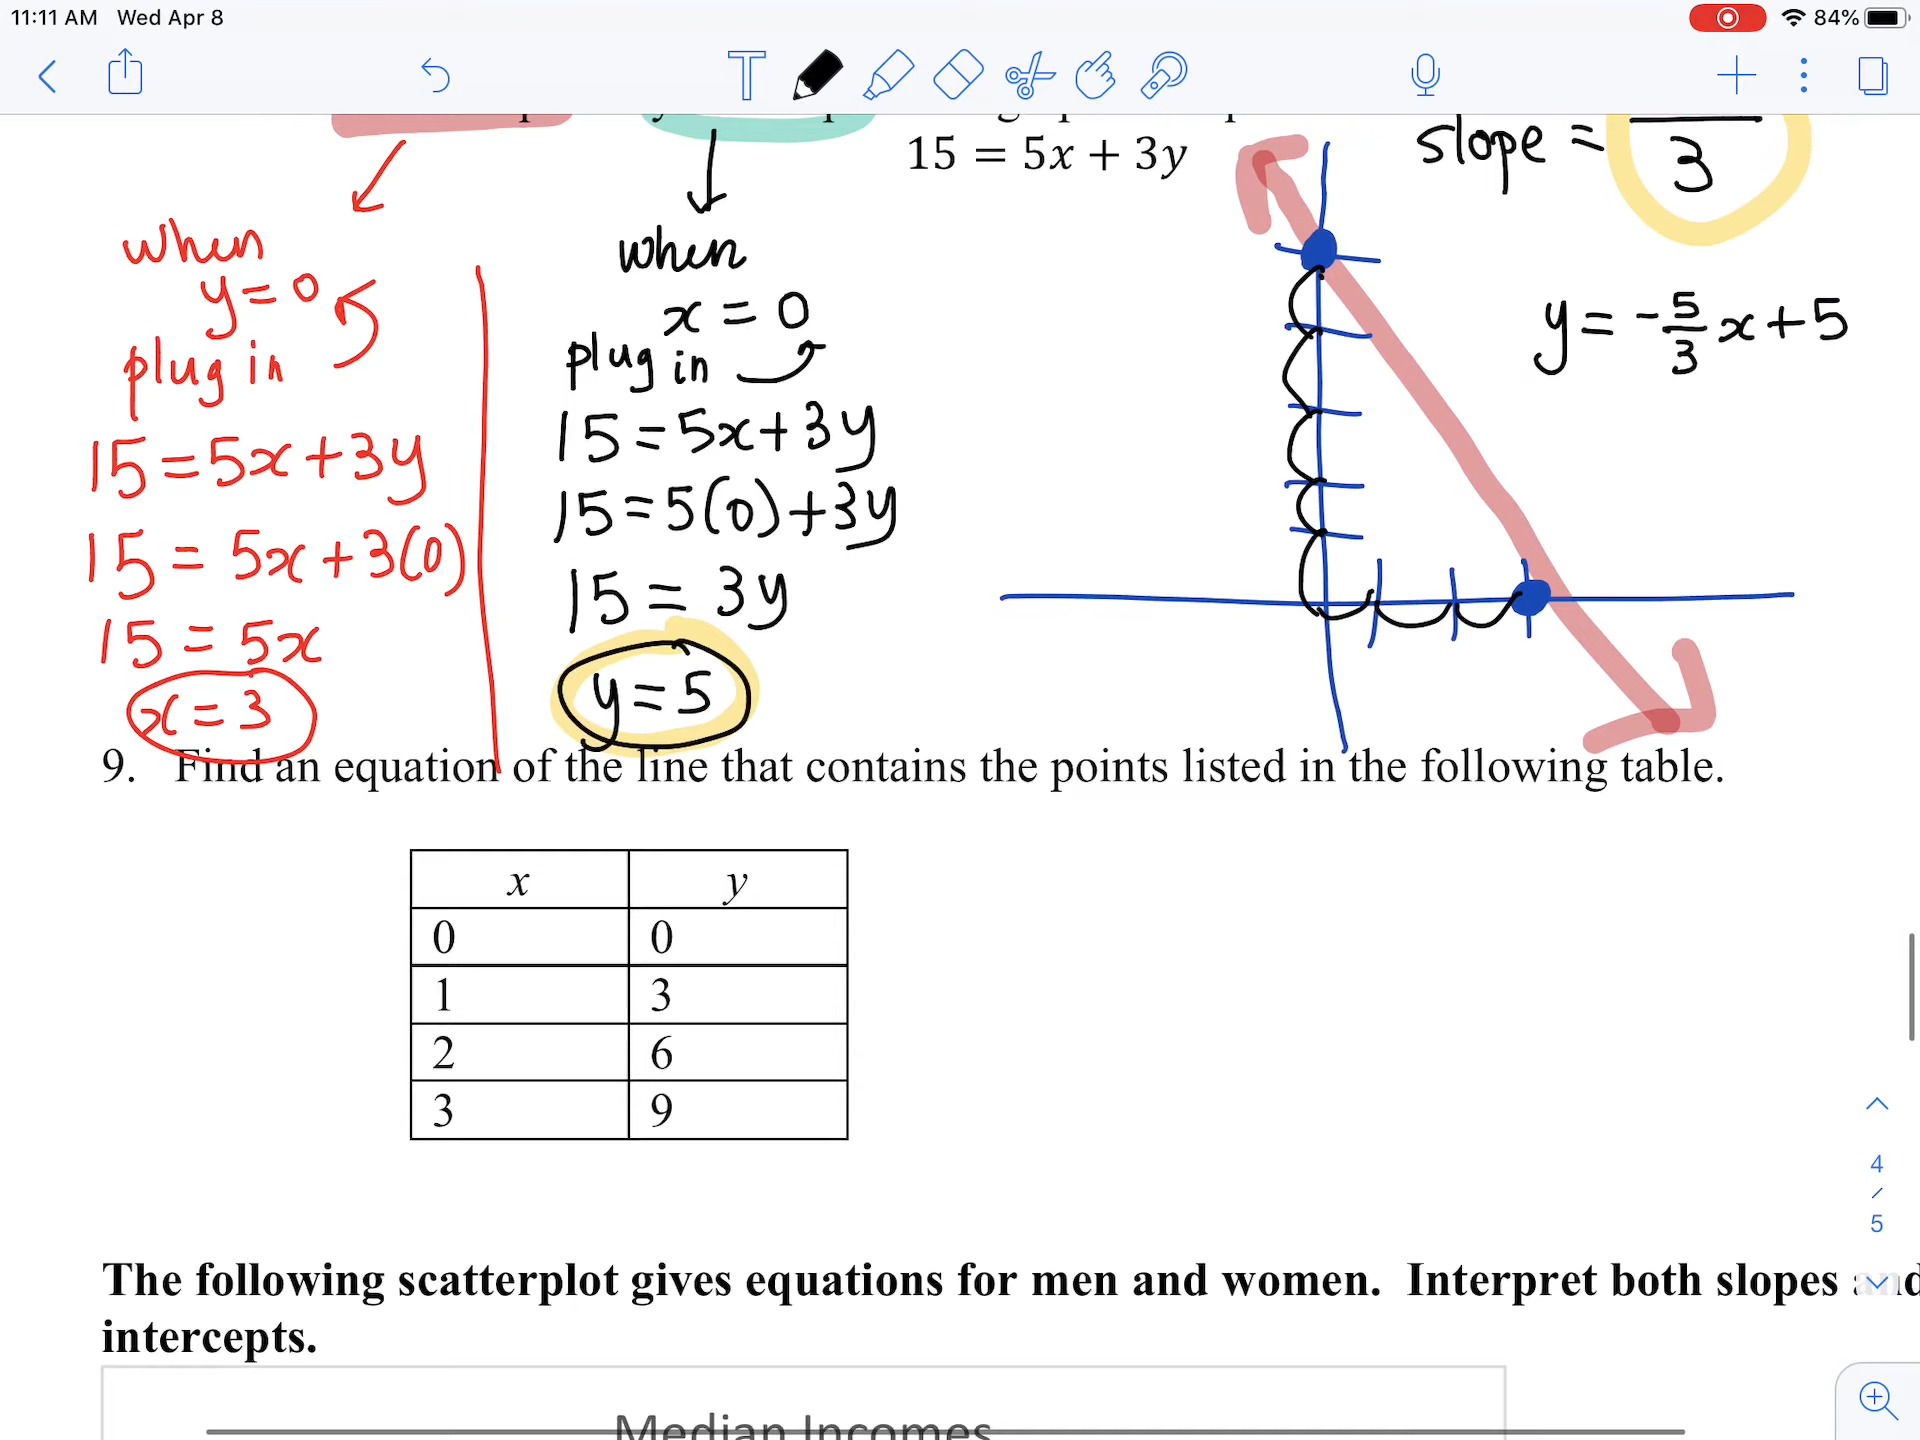 11:11 AM Wed Apr 8
84%
15 = 5x + 3y
slope =
3
when
y = 0
plug in
15 = 5x + 3y
15 = 5x + 3(0)
15 = 5x
x = 3
when
x = 0
plug in
15 = 5x + 3y
15 = 5(0) + 3y
15 = 3y
y = 5
y = -5/3 x + 5
9. Find an equation of the line that contains the points listed in the following table.
x y
0 0
1 3
2 6
3 9
4
/
5
The following scatterplot gives equations for men and women. Interpret both slopes and
intercepts.
Median Incomes